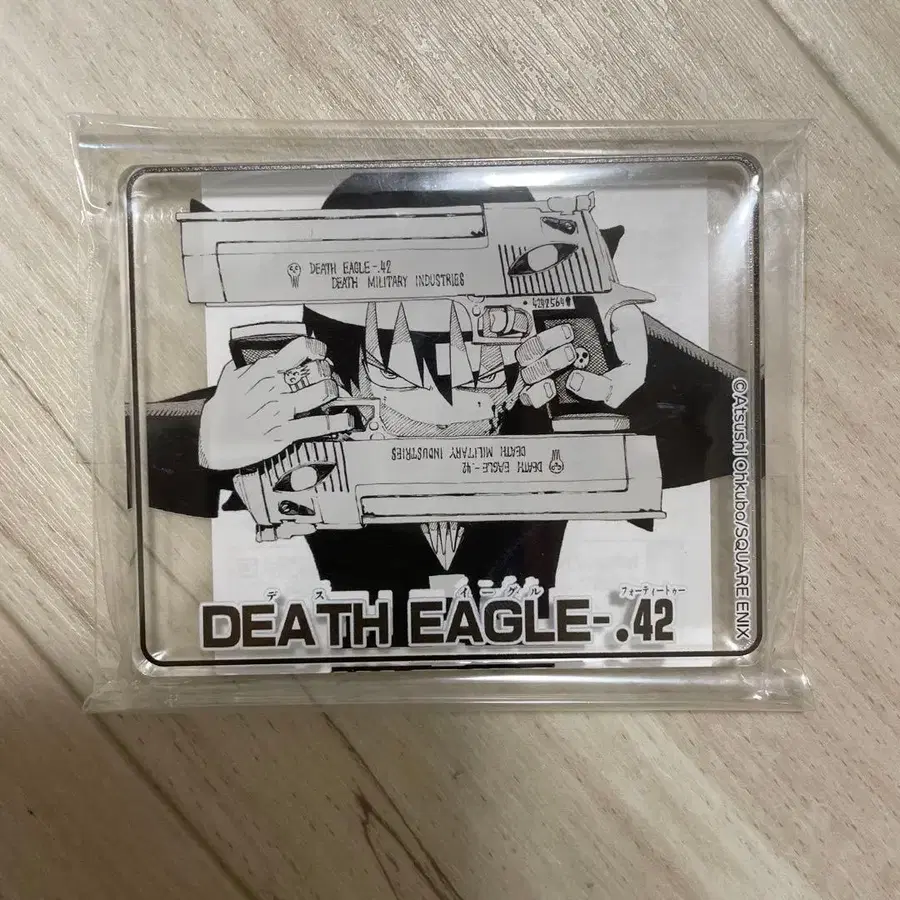 DEATH EAGLE-.42
DEATH MILITARY INDUSTRIES
4242564
DEATH EAGLE-.42
DEATH MILITARY INDUSTRIES
デス イーグル フォーティートゥー
DEATH EAGLE-.42
©Atsushi Ohkubo/SQUARE ENIX